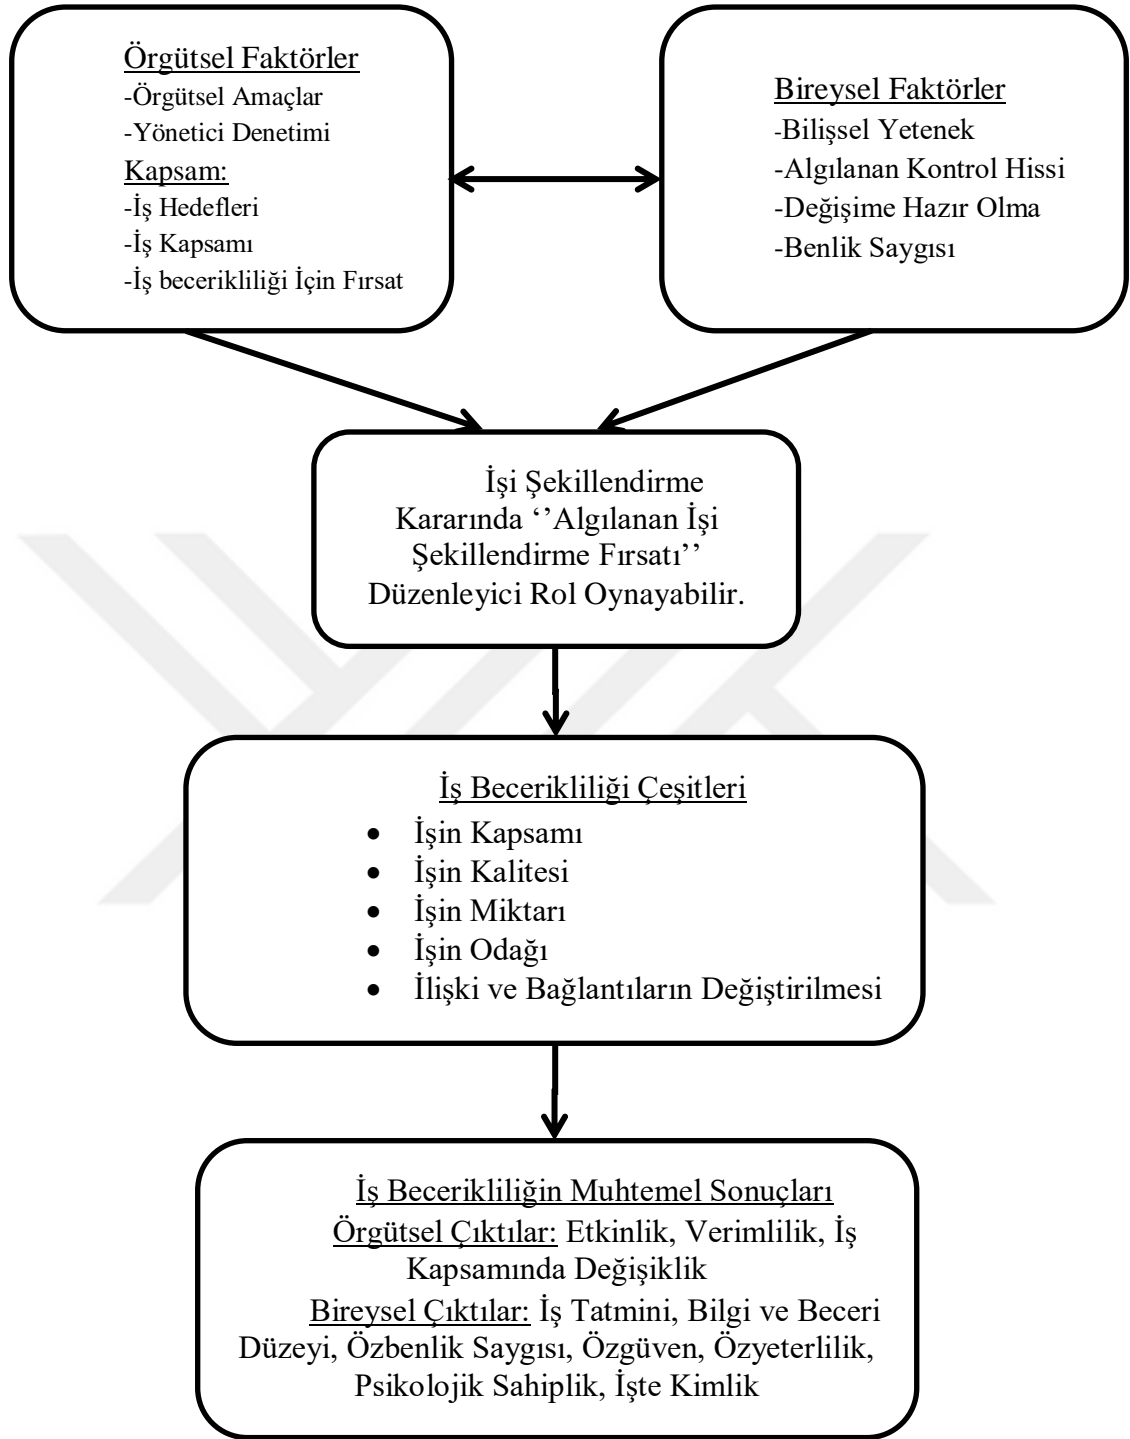 Örgütsel Faktörler
-Örgütsel Amaçlar
-Yönetici Denetimi
Kapsam:
-İş Hedefleri
-İş Kapsamı
-İş becerikliliği İçin Fırsat
Bireysel Faktörler
-Bilişsel Yetenek
-Algılanan Kontrol Hissi
-Değişime Hazır Olma
-Benlik Saygısı
İşi Şekillendirme
Kararında ‘’Algılanan İşi
Şekillendirme Fırsatı’’
Düzenleyici Rol Oynayabilir.
İş Becerikliliği Çeşitleri
• İşin Kapsamı
• İşin Kalitesi
• İşin Miktarı
• İşin Odağı
• İlişki ve Bağlantıların Değiştirilmesi
İş Becerikliliğin Muhtemel Sonuçları
Örgütsel Çıktılar: Etkinlik, Verimlilik, İş
Kapsamında Değişiklik
Bireysel Çıktılar: İş Tatmini, Bilgi ve Beceri
Düzeyi, Özbenlik Saygısı, Özgüven, Özyeterlilik,
Psikolojik Sahiplik, İşte Kimlik